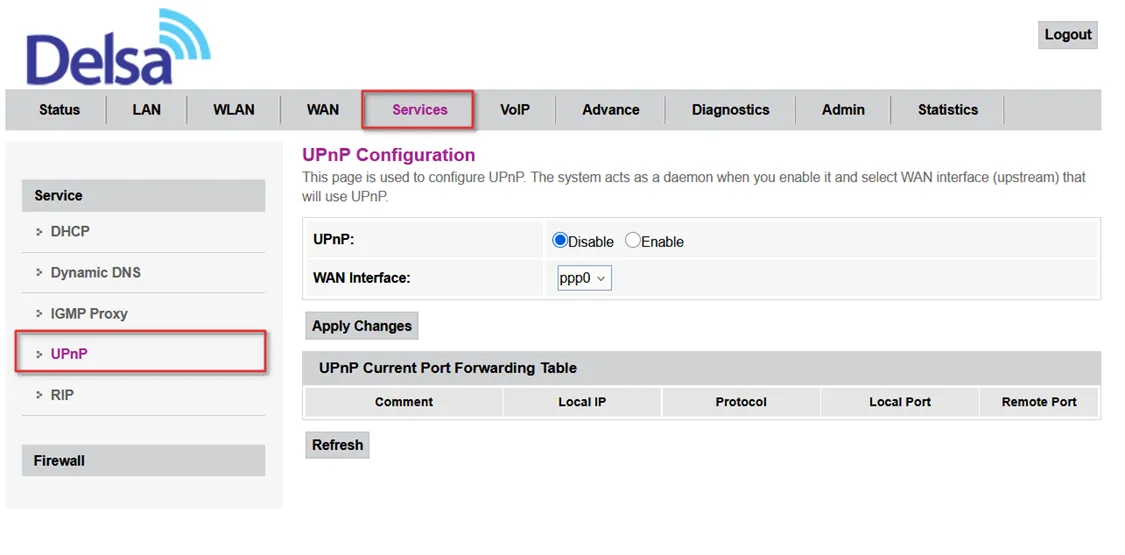 Delsa
Logout
Status LAN WLAN WAN Services VoIP Advance Diagnostics Admin Statistics
Service
DHCP
Dynamic DNS
IGMP Proxy
UPnP
RIP
Firewall
UPnP Configuration
This page is used to configure UPnP. The system acts as a daemon when you enable it and select WAN interface (upstream) that
will use UPnP.
UPnP: Disable Enable
WAN Interface: ppp0
Apply Changes
UPnP Current Port Forwarding Table
Comment Local IP Protocol Local Port Remote Port
Refresh